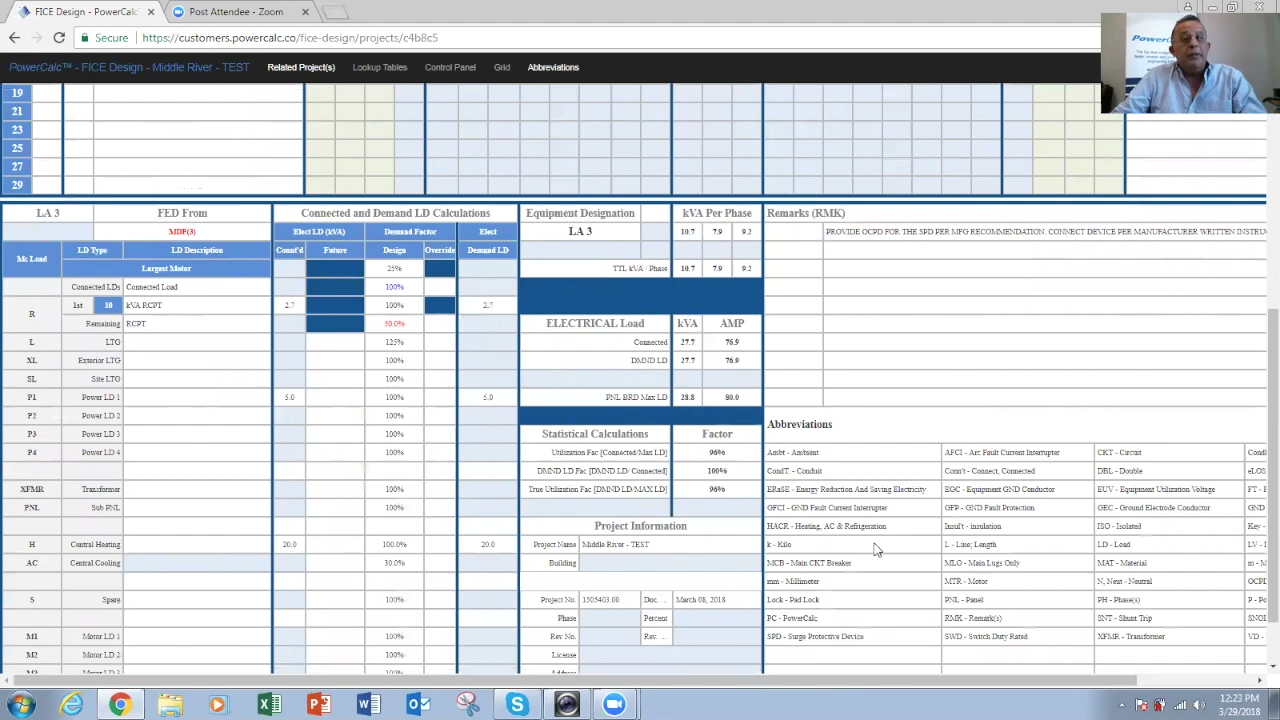 FICE Design - PowerCalc
Post Attendee - Zoom
Secure https://customers.powercalc.co/fice-design/projects/c4b8c5
PowerCalc™ - FICE Design - Middle River - TEST Related Project(s) Lookup Tables Control Panel Grid Abbreviations
19
21
23
25
27
29
LA 3 FED From Connected and Demand LD Calculations Equipment Designation kVA Per Phase Remarks (RMK)
MDP(3) Elect LD (kVA) Demand Factor Elect LA 3 10.7 7.9 9.2 PROVIDE OCPD FOR THE SPD PER MFG RECOMMENDATION. CONNECT DEVICE PER MANUFACTURER WRITTEN INSTRU
Mc Load LD Type LD Description Count'd Future Design Override Demand LD
Largest Motor 25% TTL kVA / Phase 10.7 7.9 9.2
Connected LDs Connected Load 100%
R 1st 10 kVA RCPT 2.7 100% 2.7
Remaining RCPT 50.0% ELECTRICAL Load kVA AMP
L LTG 125% Connected 27.7 76.9
XL Exterior LTG 100% DMND LD 27.7 76.9
SL Site LTG 100%
P1 Power LD 1 5.0 100% 5.0 PNL BRD Max LD 28.8 80.0
P2 Power LD 2 100% Abbreviations
P3 Power LD 3 100% Statistical Calculations Factor
P4 Power LD 4 100% Utilization Fac [Connected/Max LD] 96% Ambt - Ambient AFCI - Arc Fault Current Interrupter CKT - Circuit Cond
DMND LD Fac [DMND LD/ Connected] 100% CondT. - Conduit Conn't - Connect, Connected DBL - Double eLOS
XFMR Transformer 100% True Utilization Fac [DMND LD/MAX LD] 96% ERaSE - Energy Reduction And Saving Electricity EGC - Equipment GND Conductor EUV - Equipment Utilization Voltage FT - F
PNL Sub PNL 100% GFCI - GND Fault Current Interrupter GFP - GND Fault Protection GEC - Ground Electrode Conductor GND
Project Information HACR - Heating, AC & Refrigeration Insul't - insulation ISO - Isolated
H Central Heating 20.0 100.0% 20.0 Project Name Middle River - TEST k - Kilo L - Line; Length LD - Load LV - I
AC Central Cooling 30.0% Building MCB - Main CKT Breaker MLO - Main Lugs Only MAT - Material m - M
mm - Millimeter MTR - Motor N, Neut - Neutral OCPD
S Spare 100% Project No. 1505403.00 Doc. ... March 08, 2018 Lock - Pad Lock PNL - Panel PH - Phase(s) P - Po
Phase Percent PC - PowerCalc RMK - Remark(s) SNT - Shunt Trip
M1 Motor LD 1 100% Rev No. Rev. ... SPD - Surge Protective Device SWD - Switch Duty Rated XFMR - Transformer VD -
M2 Motor LD 2 100% License
Motor LD 3 100% Address
12:23 PM
3/29/2018